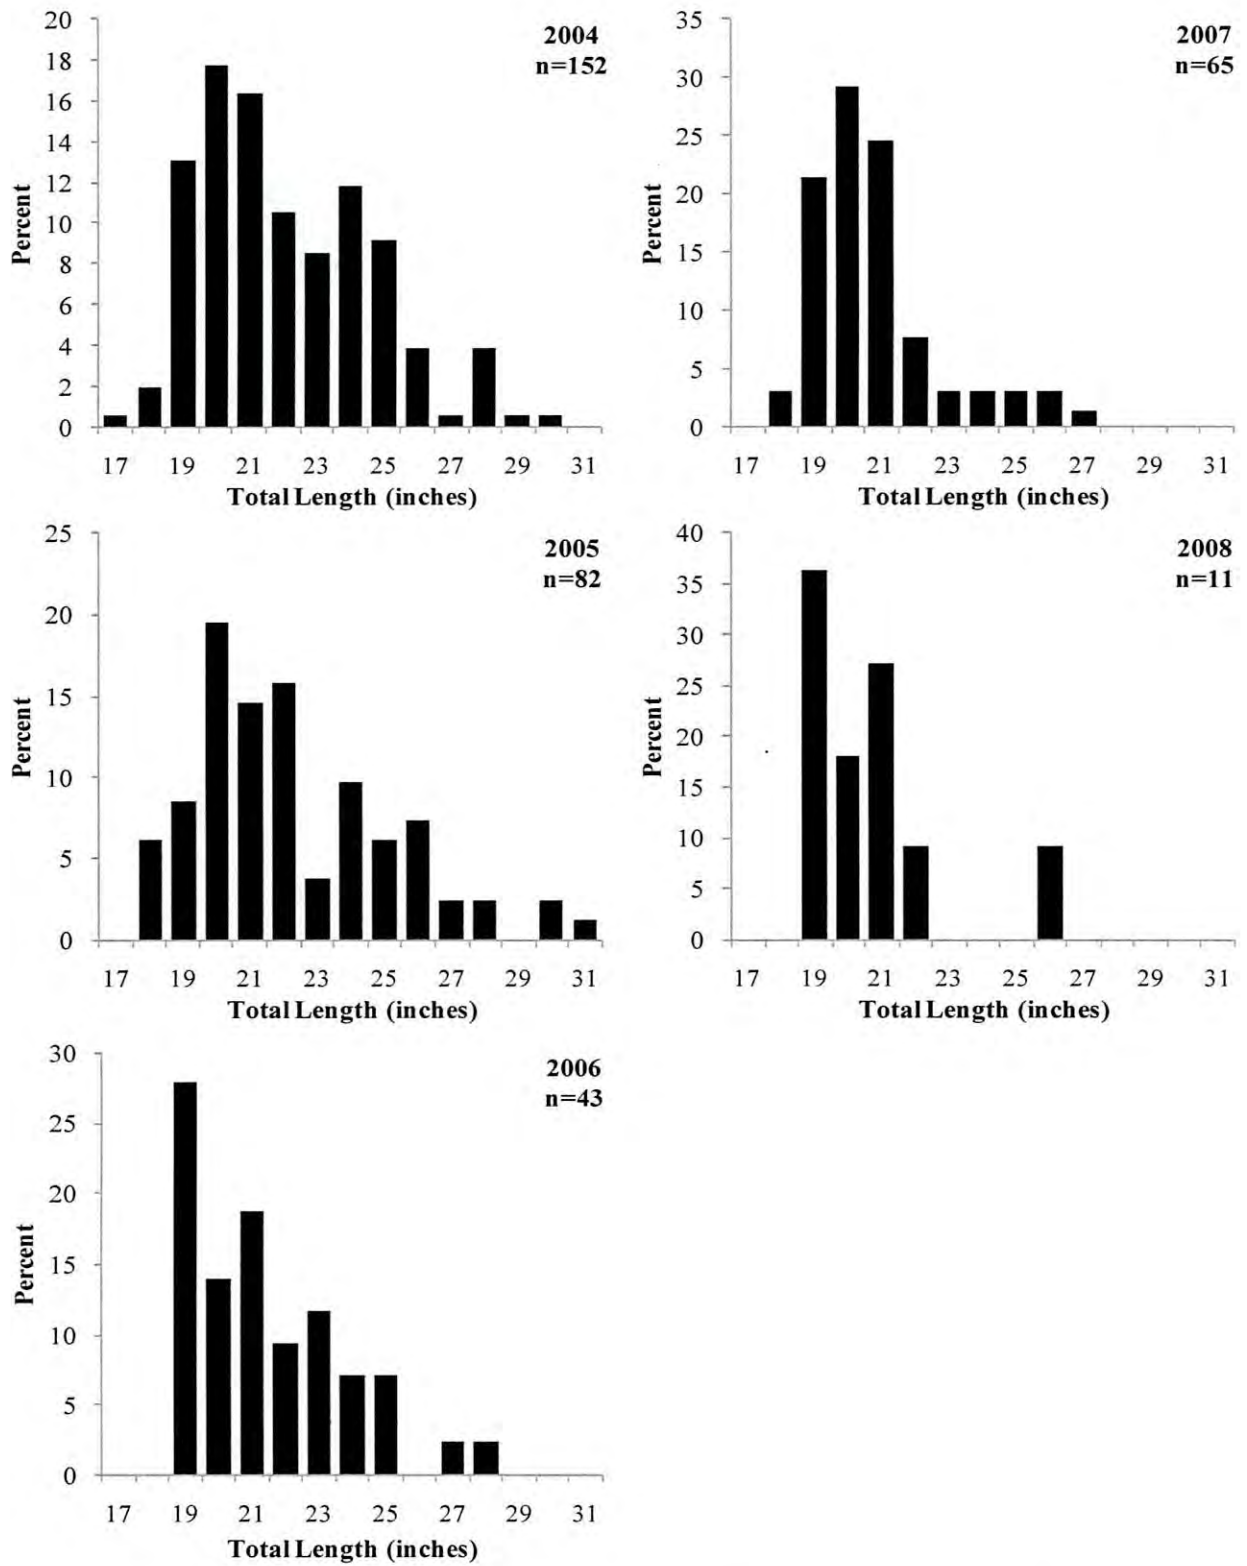 2004
n=152
20
18
16
14
12
10
8
6
4
2
0
Percent
17 19 21 23 25 27 29 31
Total Length (inches)
2007
n=65
35
30
25
20
15
10
5
0
Percent
17 19 21 23 25 27 29 31
Total Length (inches)
2005
n=82
25
20
15
10
5
0
Percent
17 19 21 23 25 27 29 31
Total Length (inches)
2008
n=11
40
35
30
25
20
15
10
5
0
Percent
17 19 21 23 25 27 29 31
Total Length (inches)
2006
n=43
30
25
20
15
10
5
0
Percent
17 19 21 23 25 27 29 31
Total Length (inches)